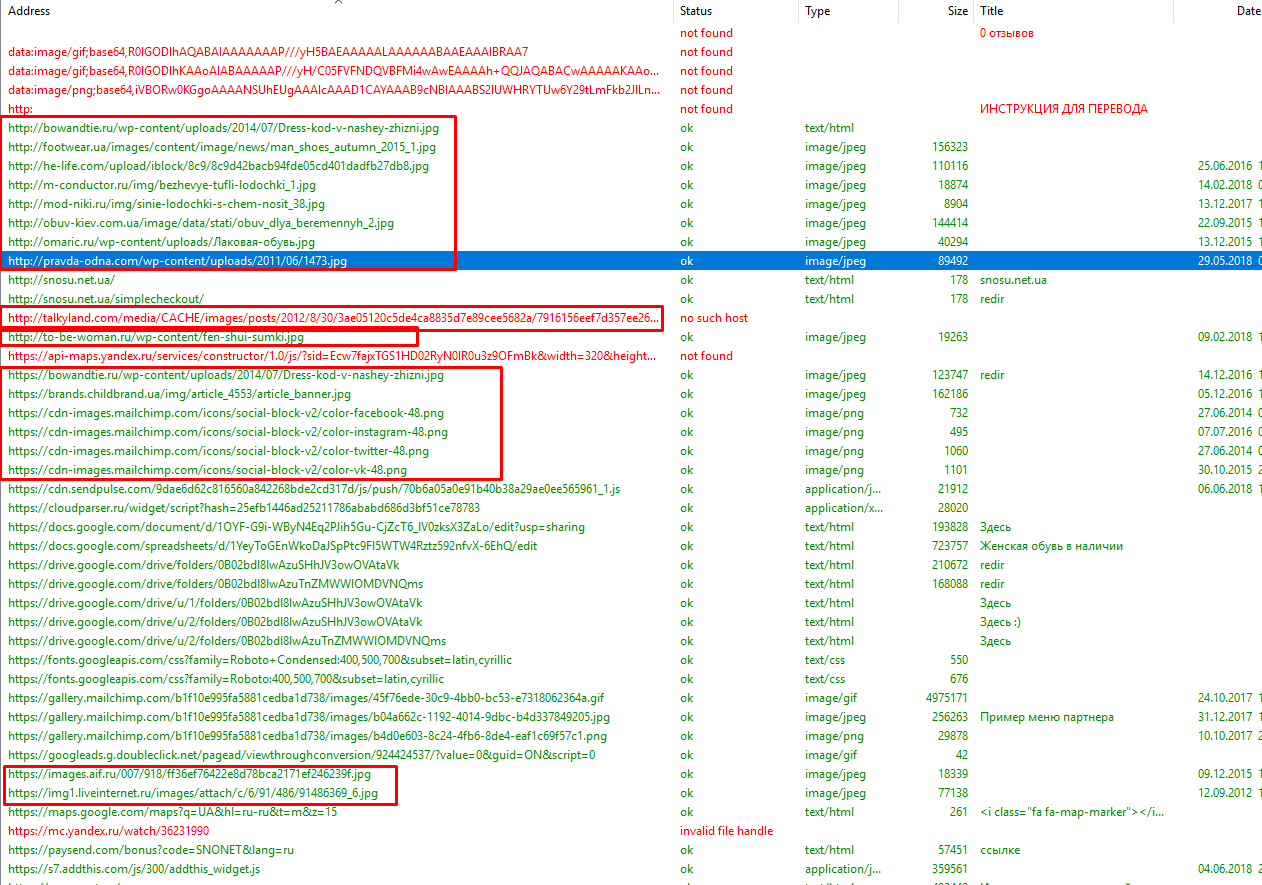 Address Status Type Size Title Date
not found 0 отзывов
data:image/gif;base64,R0lGODlhAQABAIAAAAAAAP///yH5BAEAAAAALAAAAAABAAEAAAIBRAA7 not found
data:image/gif;base64,R0lGODlhKAAoAIABAAAAAP///yH/C05FVFNDQVBFMi4wAwEAAAAh+QQJAQABACwAAAAAKAAo... not found
data:image/png;base64,iVBORw0KGgoAAAANSUhEUgAAAIcAAAD1CAYAAAB9cNBlAAABS2lUWHRYTUw6Y29tLmFkb2JlLn... not found
http: not found ИНСТРУКЦИЯ ДЛЯ ПЕРЕВОДА
http://bowandtie.ru/wp-content/uploads/2014/07/Dress-kod-v-nashey-zhizni.jpg ok text/html
http://footwear.ua/images/content/image/news/man_shoes_autumn_2015_1.jpg ok image/jpeg 156323
http://he-life.com/upload/iblock/8c9/8c9d42bacb94fde05cd401dadfb27db8.jpg ok image/jpeg 110116 25.06.2016 1
http://m-conductor.ru/img/bezhevye-tufli-lodochki_1.jpg ok image/jpeg 18874 14.02.2018 0
http://mod-niki.ru/img/sinie-lodochki-s-chem-nosit_38.jpg ok image/jpeg 8904 13.12.2017 1
http://obuv-kiev.com.ua/image/data/stati/obuv_dlya_beremennyh_2.jpg ok image/jpeg 144414 22.09.2015 1
http://omaric.ru/wp-content/uploads/Лаковая-обувь.jpg ok image/jpeg 40294 13.12.2015 1
http://pravda-odna.com/wp-content/uploads/2011/06/1473.jpg ok image/jpeg 89492 29.05.2018 0
http://snosu.net.ua/ ok text/html 178 snosu.net.ua
http://snosu.net.ua/simplecheckout/ ok text/html 178 redir
http://talkyland.com/media/CACHE/images/posts/2012/8/30/3ae05120c5de4ca8835d7e89cee5682a/7916156eef7d357ee26... no such host
http://to-be-woman.ru/wp-content/fen-shui-sumki.jpg ok image/jpeg 19263 09.02.2018 1
https://api-maps.yandex.ru/services/constructor/1.0/js/?sid=Ecw7fajxTGS1HD02RyN0IR0u3z9OFmBk&width=320&height... not found
https://bowandtie.ru/wp-content/uploads/2014/07/Dress-kod-v-nashey-zhizni.jpg ok image/jpeg 123747 redir 14.12.2016 1
https://brands.childbrand.ua/img/article_4553/article_banner.jpg ok image/jpeg 162186 05.12.2016 1
https://cdn-images.mailchimp.com/icons/social-block-v2/color-facebook-48.png ok image/png 732 27.06.2014 0
https://cdn-images.mailchimp.com/icons/social-block-v2/color-instagram-48.png ok image/png 495 07.07.2016 0
https://cdn-images.mailchimp.com/icons/social-block-v2/color-twitter-48.png ok image/png 1060 27.06.2014 0
https://cdn-images.mailchimp.com/icons/social-block-v2/color-vk-48.png ok image/png 1101 30.10.2015 2
https://cdn.sendpulse.com/9dae6d62c816560a842268bde2cd317d/js/push/70b6a05a0e91b40b38a29ae0ee565961_1.js ok application/j... 21912 06.06.2018 1
https://cloudparser.ru/widget/script?hash=25efb1446ad25211786ababd686d3bf51ce78783 ok application/x... 28020
https://docs.google.com/document/d/1OYF-G9i-WByN4Eq2PJih5Gu-CjZcT6_lV0zksX3ZaLo/edit?usp=sharing ok text/html 193828 Здесь
https://docs.google.com/spreadsheets/d/1YeyToGEnWkoDaJSpPtc9Fl5WTW4Rztz592nfvX-6EhQ/edit ok text/html 723757 Женская обувь в наличии
https://drive.google.com/drive/folders/0B02bdI8lwAzuSHhJV3owOVAtaVk ok text/html 210672 redir
https://drive.google.com/drive/folders/0B02bdI8lwAzuTnZMWWlOMDVNQms ok text/html 168088 redir
https://drive.google.com/drive/u/1/folders/0B02bdI8lwAzuSHhJV3owOVAtaVk ok text/html Здесь
https://drive.google.com/drive/u/2/folders/0B02bdI8lwAzuSHhJV3owOVAtaVk ok text/html Здесь :)
https://drive.google.com/drive/u/2/folders/0B02bdI8lwAzuTnZMWWlOMDVNQms ok text/html Здесь
https://fonts.googleapis.com/css?family=Roboto+Condensed:400,500,700&subset=latin,cyrillic ok text/css 550
https://fonts.googleapis.com/css?family=Roboto:400,500,700&subset=latin,cyrillic ok text/css 676
https://gallery.mailchimp.com/b1f10e995fa5881cedba1d738/images/45f76ede-30c9-4bb0-bc53-e7318062364a.gif ok image/gif 4975171 24.10.2017 1
https://gallery.mailchimp.com/b1f10e995fa5881cedba1d738/images/b04a662c-1192-4014-9dbc-b4d337849205.jpg ok image/jpeg 256263 Пример меню партнера 31.12.2017 1
https://gallery.mailchimp.com/b1f10e995fa5881cedba1d738/images/b4d0e603-8c24-4fb6-8de4-eaf1c69f57c1.png ok image/png 29878 10.10.2017 2
https://googleads.g.doubleclick.net/pagead/viewthroughconversion/924424537/?value=0&guid=ON&script=0 ok image/gif 42
https://images.aif.ru/007/918/ff36ef76422e8d78bca2171ef246239f.jpg ok image/jpeg 18339 09.12.2015 1
https://img1.liveinternet.ru/images/attach/c/6/91/486/91486369_6.jpg ok image/jpeg 77138 12.09.2012 1
https://maps.google.com/maps?q=UA&hl=ru-ru&t=m&z=15 ok text/html 261 <i class="fa fa-map-marker"></i...
https://mc.yandex.ru/watch/36231990 invalid file handle
https://paysend.com/bonus?code=SNONET&lang=ru ok text/html 57451 ссылке
https://s7.addthis.com/js/300/addthis_widget.js ok application/j... 359561 04.06.2018 2